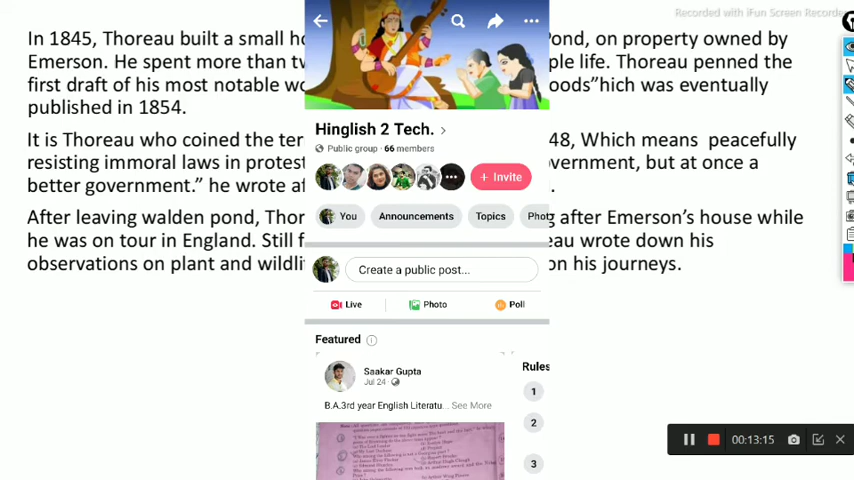 Recorded with iFun Screen Recorder
In 1845, Thoreau built a small ho
Pond, on property owned by
Emerson. He spent more than tw
ple life. Thoreau penned the
first draft of his most notable wo
oods”hich was eventually
published in 1854.
It is Thoreau who coined the ter
48, Which means peacefully
resisting immoral laws in protest
vernment, but at once a
better government.” he wrote af
After leaving walden pond, Thor
g after Emerson’s house while
he was on tour in England. Still f
eau wrote down his
observations on plant and wildli
on his journeys.
Hinglish 2 Tech. >
Public group · 66 members
+ Invite
You
Announcements
Topics
Phot
Create a public post...
Live
Photo
Poll
Featured
Saakar Gupta
Jul 24
B.A.3rd year English Literatu... See More
Rules
1
2
3
00:13:15